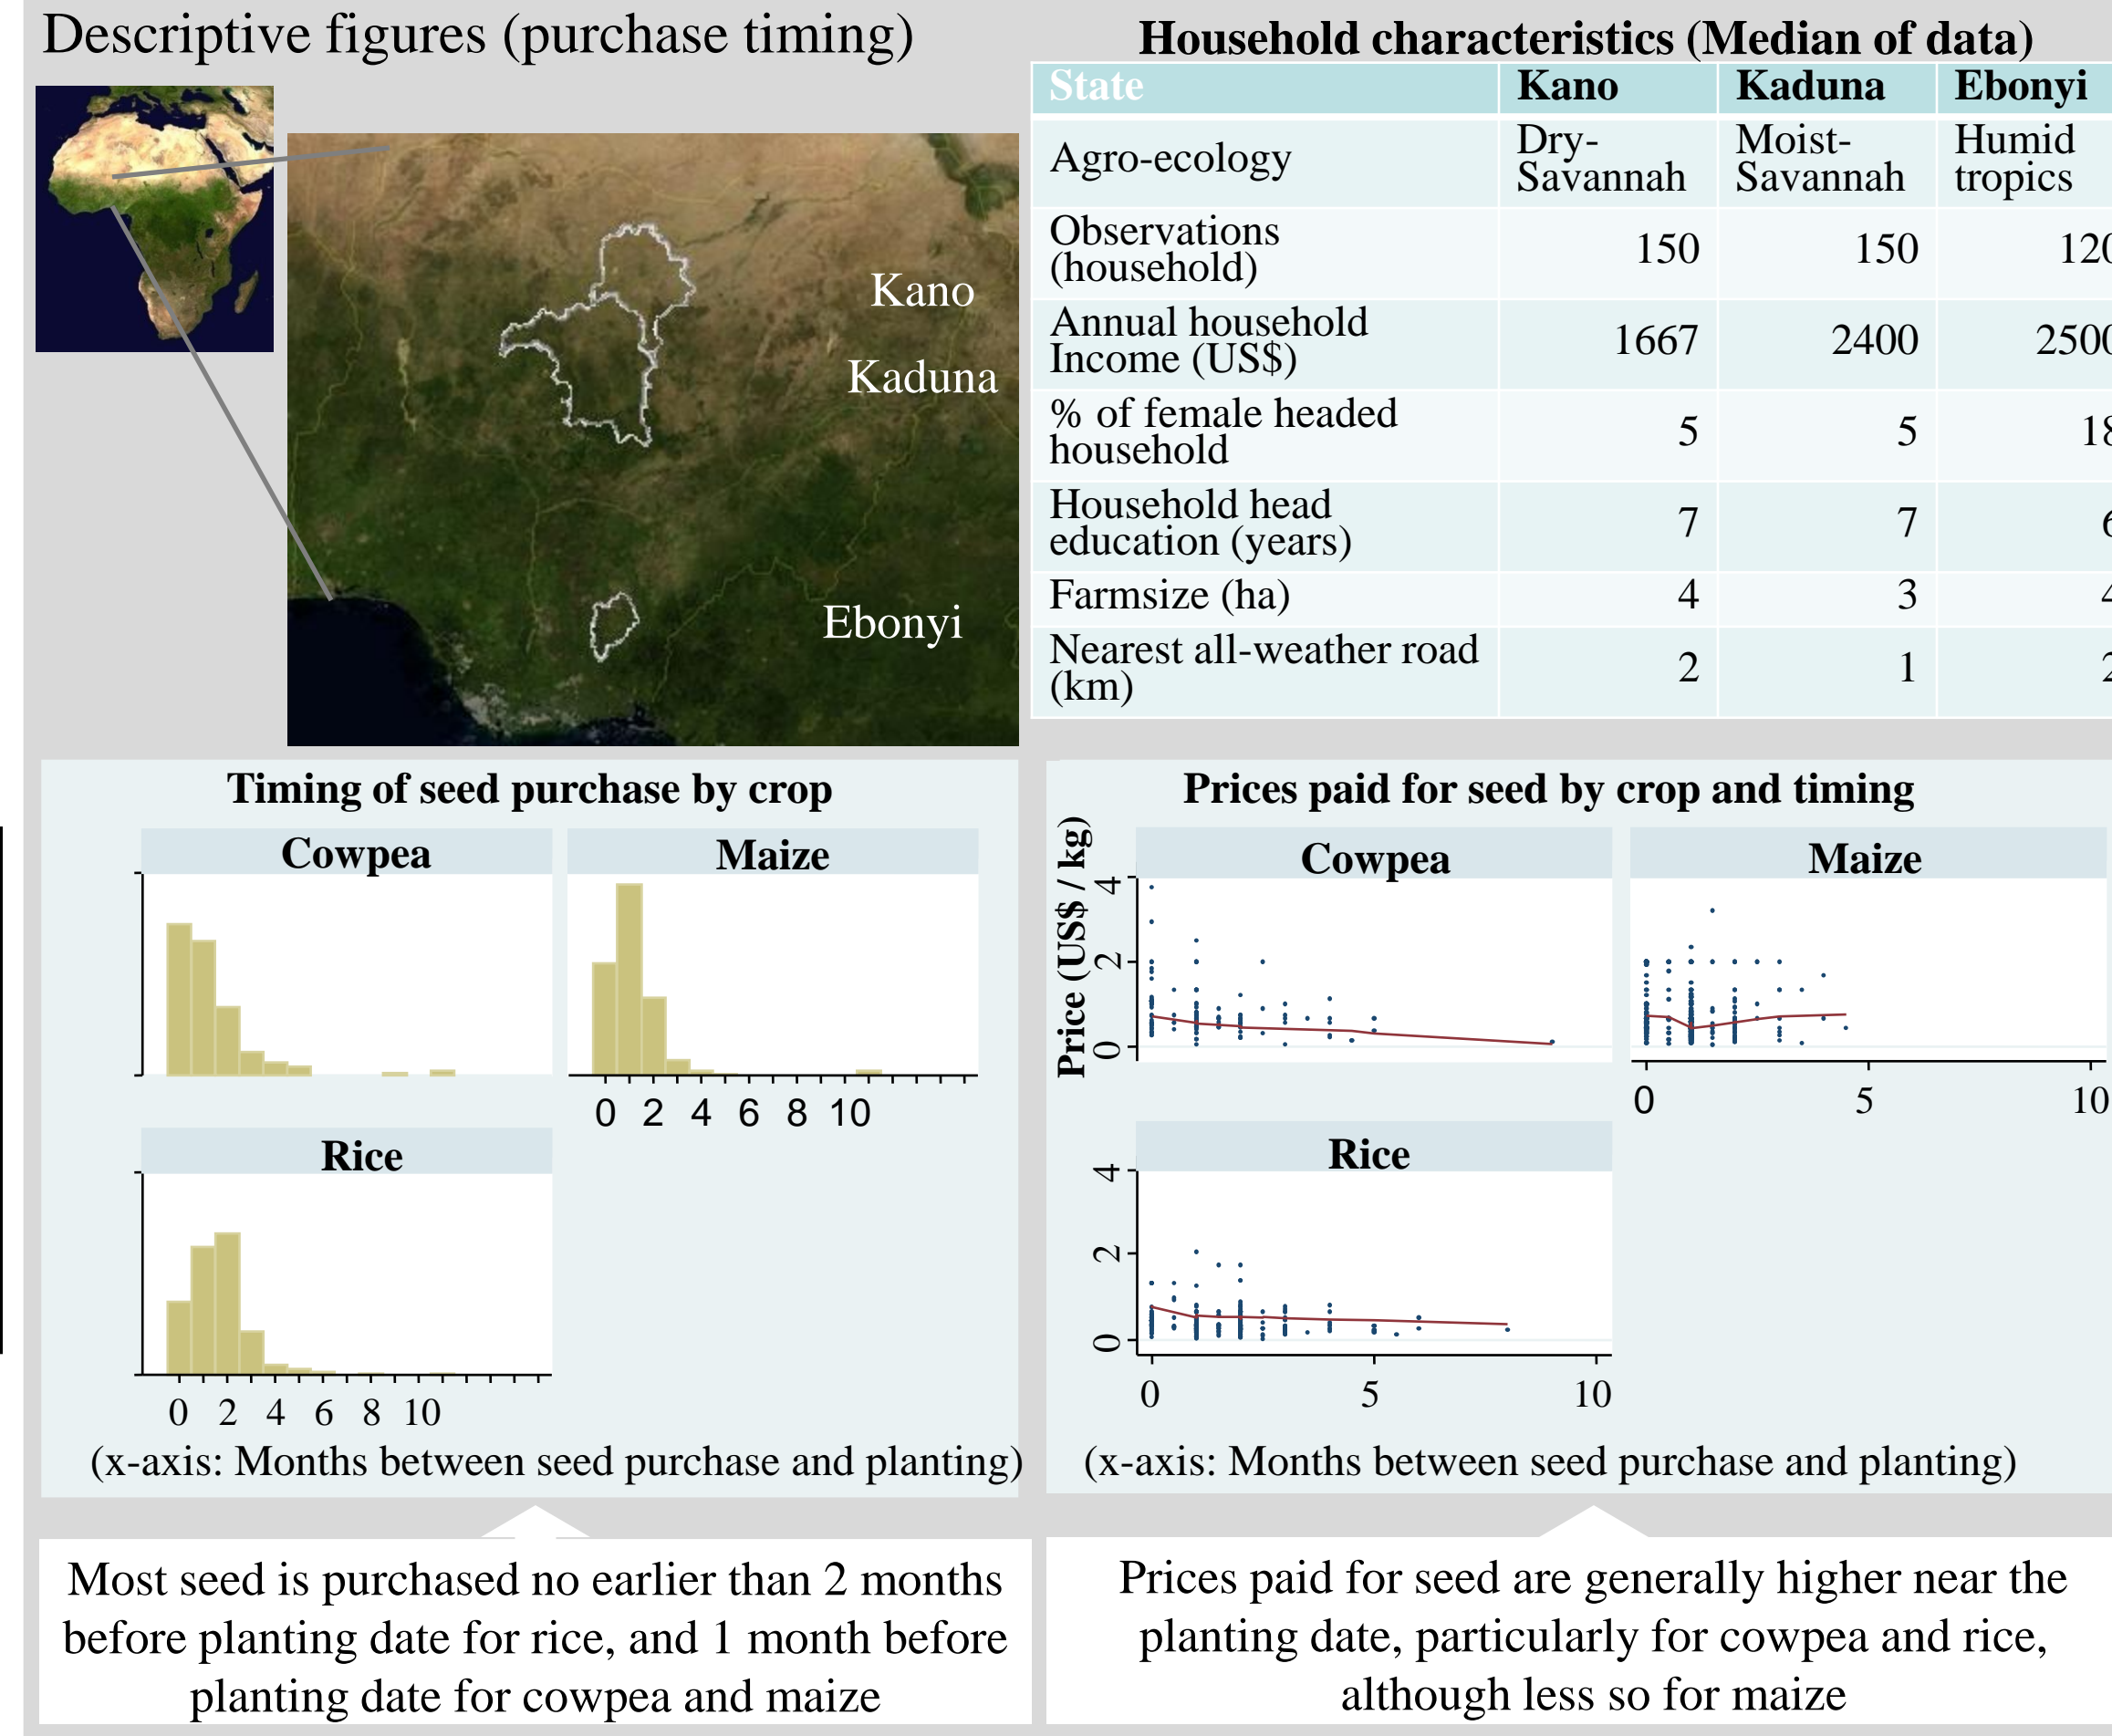 Descriptive figures (purchase timing)
Kano
Kaduna
Ebonyi
Household characteristics (Median of data)
State Kano Kaduna Ebonyi
Agro-ecology Dry-Savannah Moist-Savannah Humid tropics
Observations (household) 150 150 120
Annual household Income (US$) 1667 2400 2500
% of female headed household 5 5 18
Household head education (years) 7 7 6
Farmsize (ha) 4 3 4
Nearest all-weather road (km) 2 1 2
Timing of seed purchase by crop
Cowpea
Maize
0 2 4 6 8 10
Rice
0 2 4 6 8 10
(x-axis: Months between seed purchase and planting)
Most seed is purchased no earlier than 2 months
before planting date for rice, and 1 month before
planting date for cowpea and maize
Prices paid for seed by crop and timing
Price (US$ / kg)
Cowpea
4
2
0
Maize
0 5 10
Rice
4
2
0
0 5 10
(x-axis: Months between seed purchase and planting)
Prices paid for seed are generally higher near the
planting date, particularly for cowpea and rice,
although less so for maize